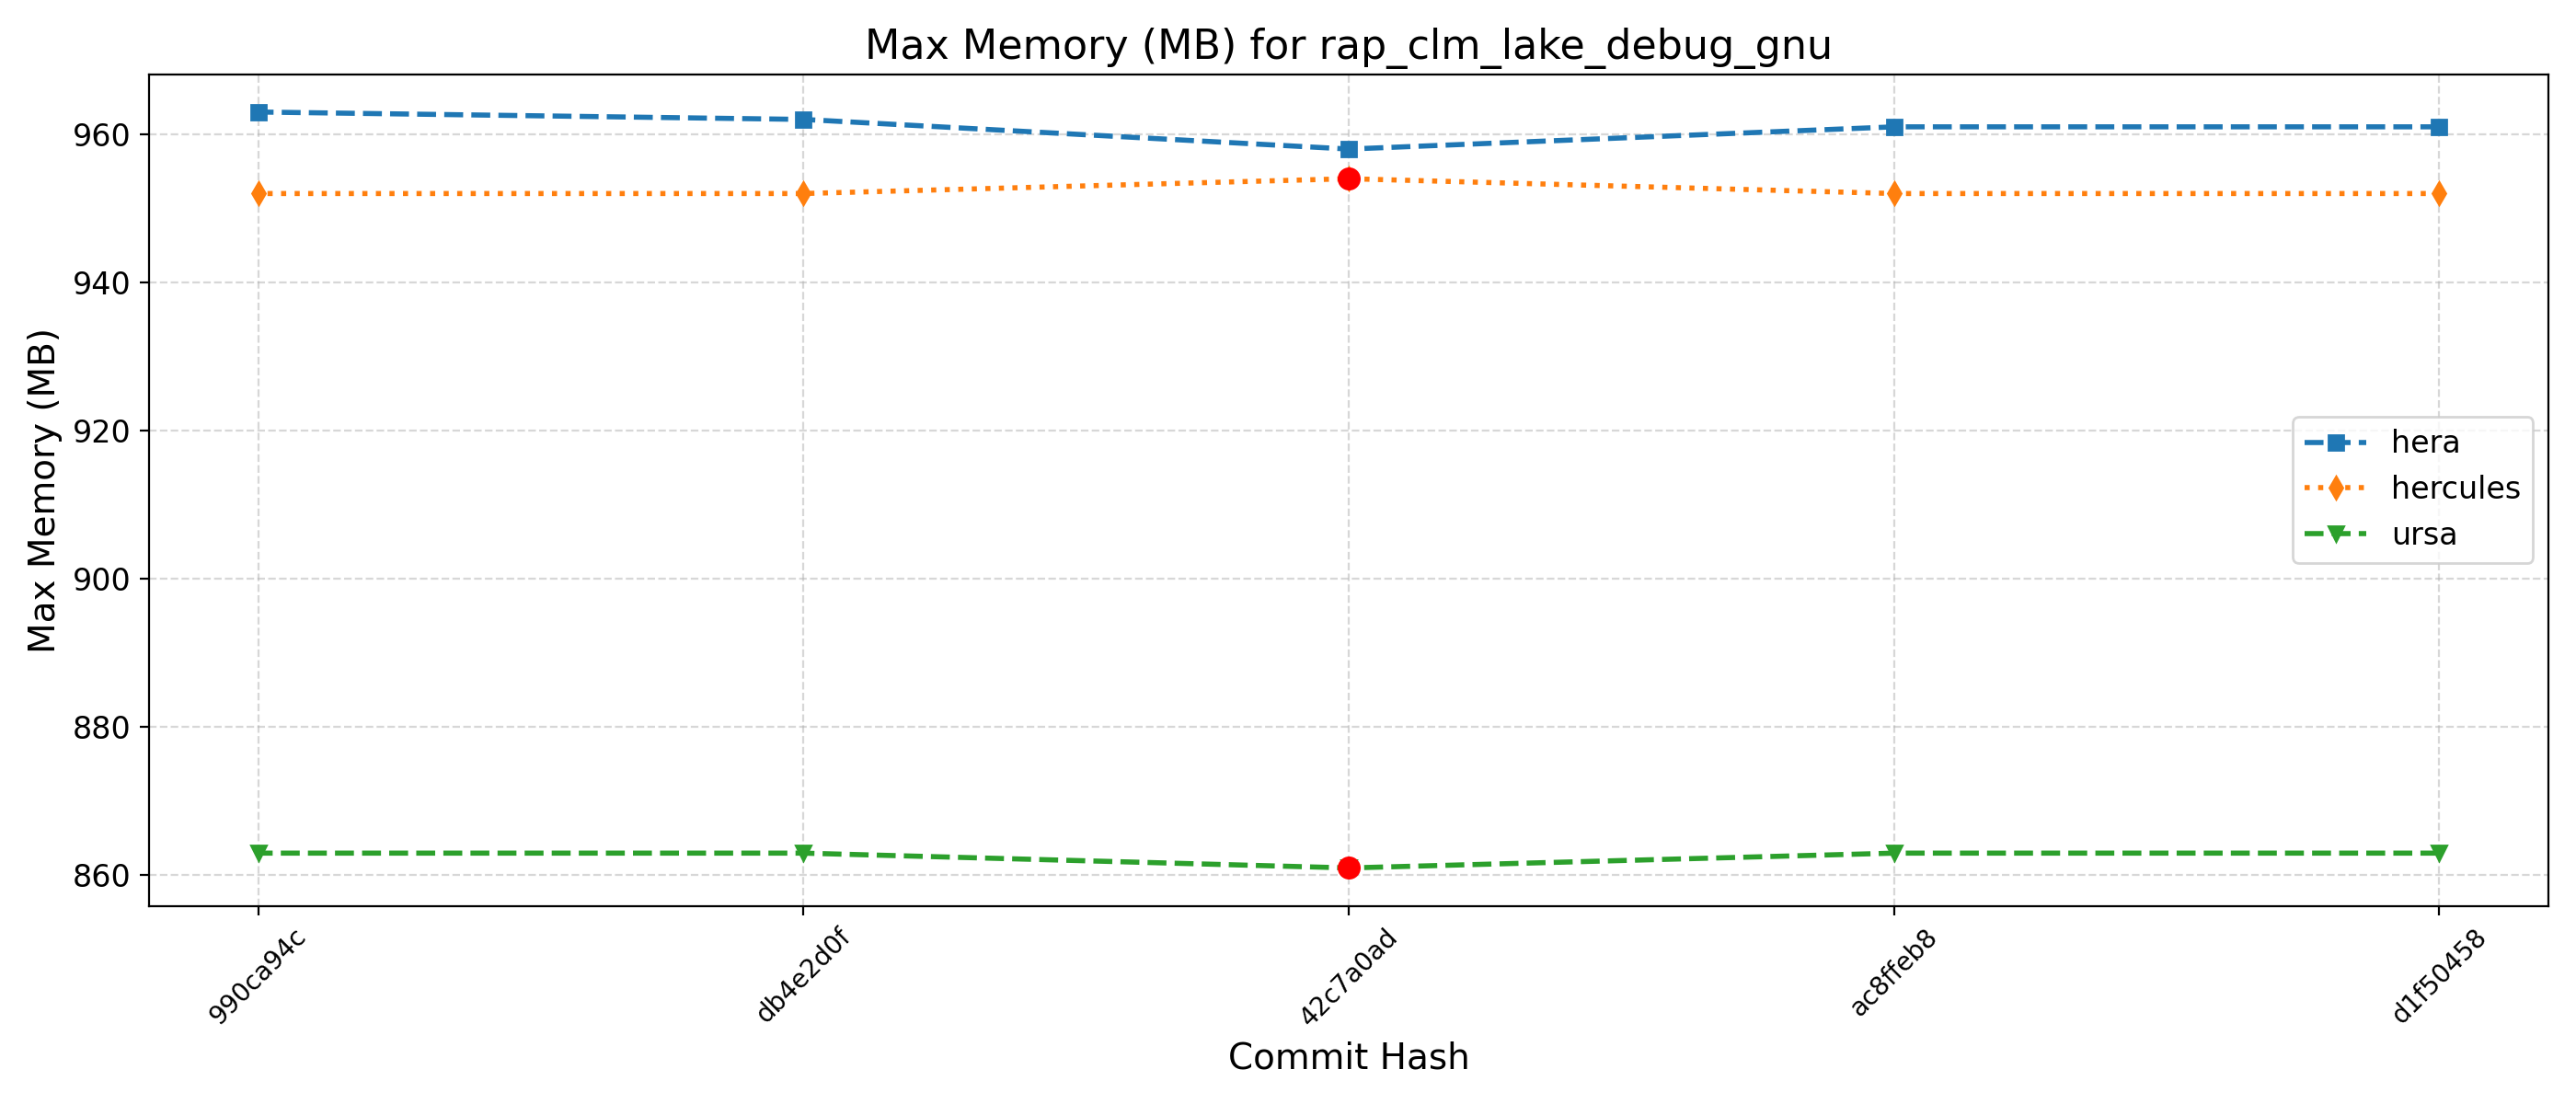 Max Memory (MB) for rap_clm_lake_debug_gnu
Max Memory (MB)
960
940
920
900
880
860
hera
hercules
ursa
990ca94c
db4e2d0f
42c7a0ad
ac8ffeb8
d1f50458
Commit Hash